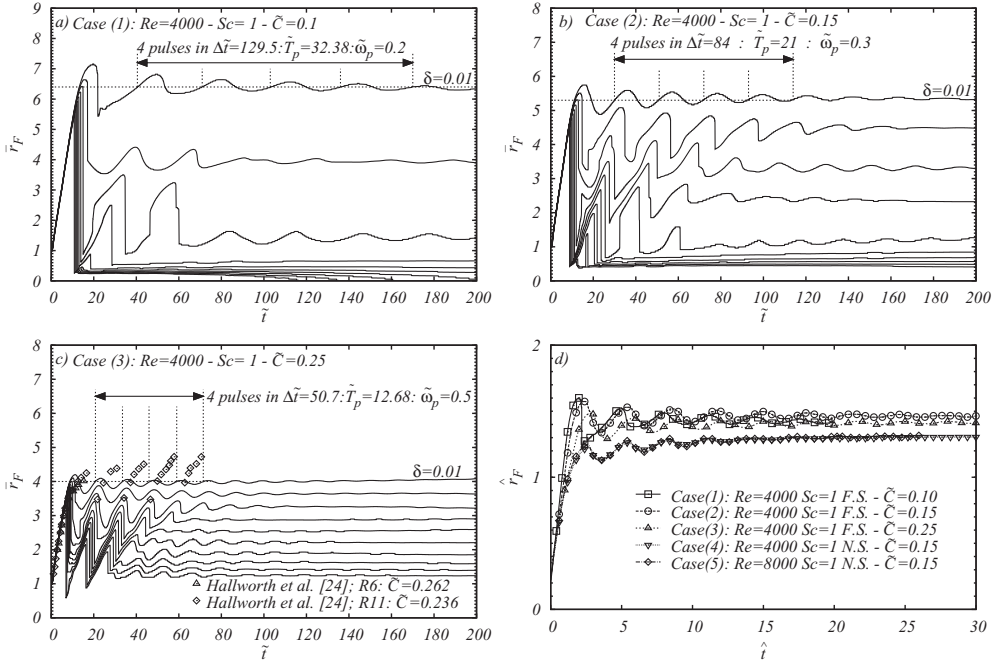 a) Case (1): Re=4000 - Sc= 1 - C̃=0.1
4 pulses in Δt̃=129.5:T̃p=32.38:ω̃p=0.2
δ=0.01
8
7
6
5
4
3
2
1
0
r̄F
0 20 40 60 80 100 120 140 160 180 200
t̃
b) Case (2): Re=4000 - Sc= 1 - C̃=0.15
4 pulses in Δt̃=84 : T̃p=21 : ω̃p=0.3
δ=0.01
8
7
6
5
4
3
2
1
0
r̄F
0 20 40 60 80 100 120 140 160 180 200
t̃
c) Case (3): Re=4000 - Sc= 1 - C̃=0.25
4 pulses in Δt̃=50.7:T̃p=12.68: ω̃p=0.5
δ=0.01
8
7
6
5
4
3
2
1
0
r̄F
Hallworth et al. [24]; R6: C̃=0.262
Hallworth et al. [24]; R11: C̃=0.236
0 20 40 60 80 100 120 140 160 180 200
t̃
d)
2
1
0
r̂F
Case(1): Re=4000 Sc=1 F.S. - C̃=0.10
Case(2): Re=4000 Sc=1 F.S. - C̃=0.15
Case(3): Re=4000 Sc=1 F.S. - C̃=0.25
Case(4): Re=4000 Sc=1 N.S. - C̃=0.15
Case(5): Re=8000 Sc=1 N.S. - C̃=0.15
0 5 10 15 20 25 30
t̂